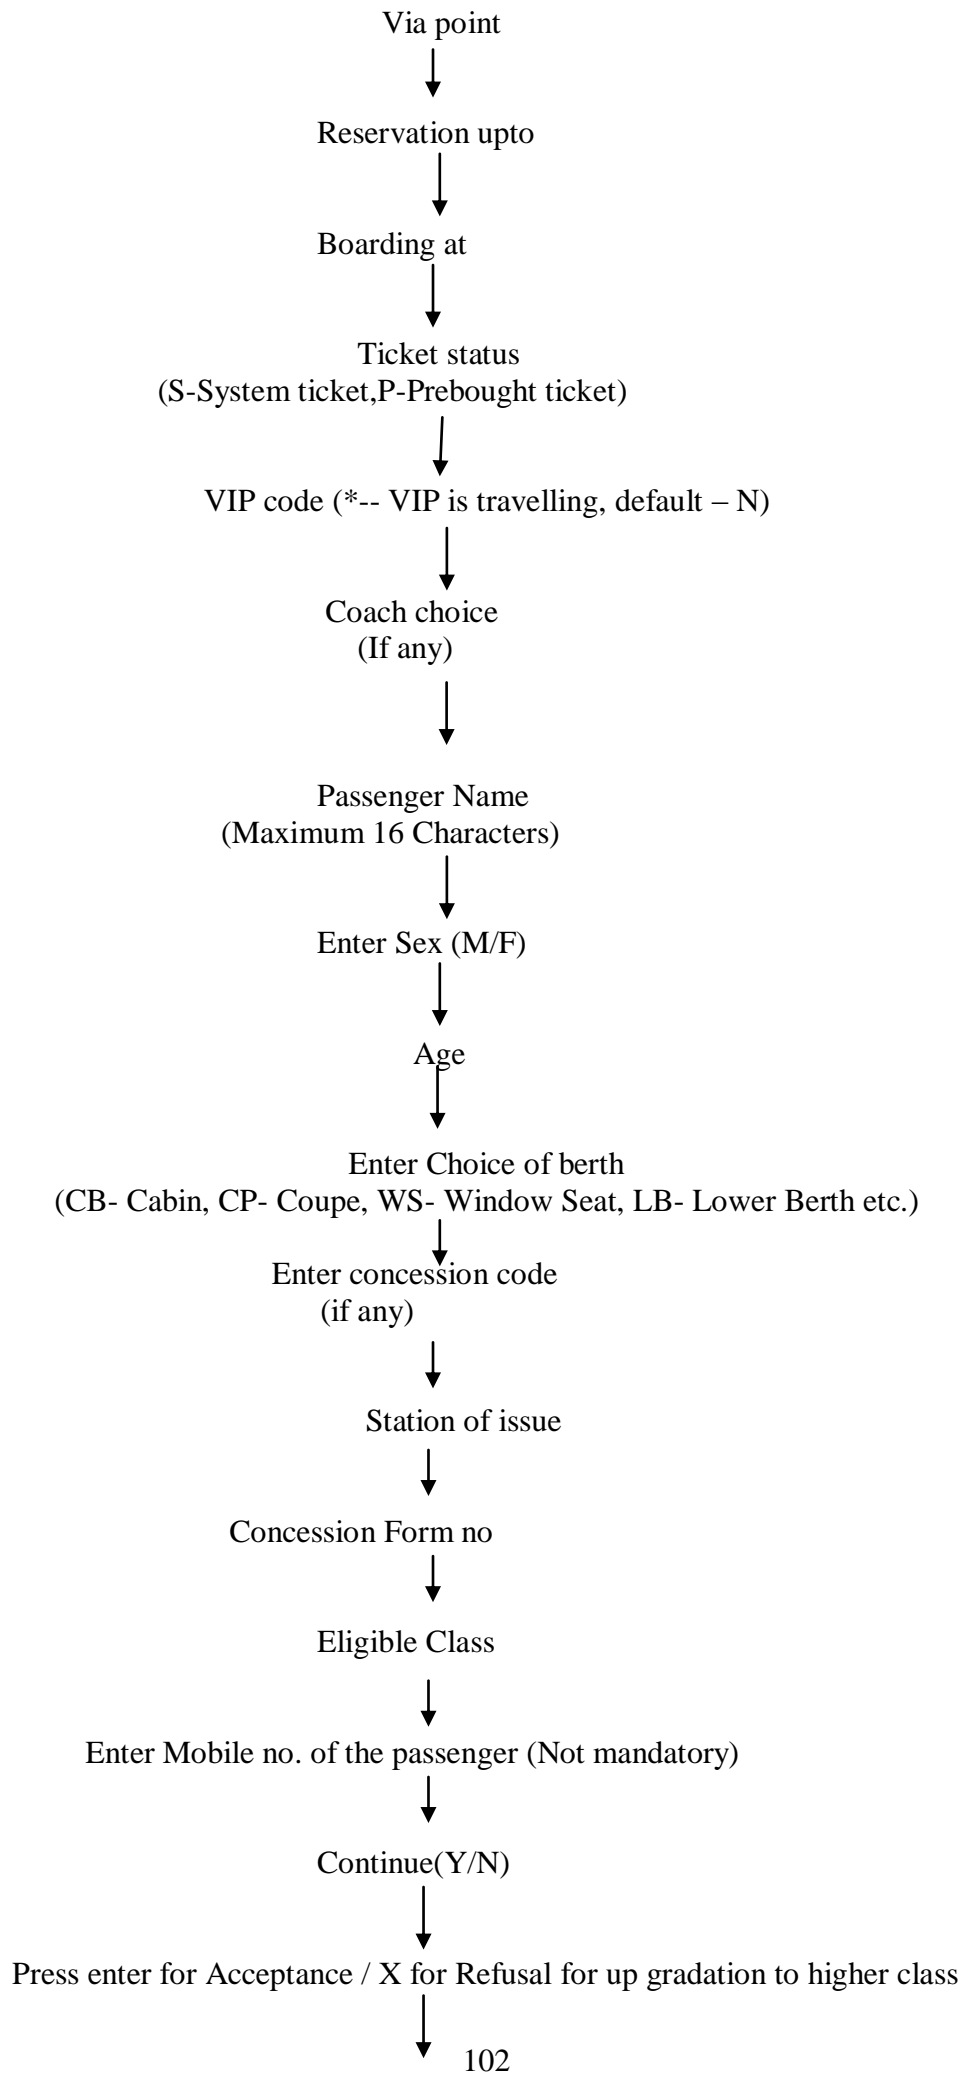 Via point
Reservation upto
Boarding at
Ticket status
(S-System ticket,P-Prebought ticket)
VIP code (*-- VIP is travelling, default – N)
Coach choice
(If any)
Passenger Name
(Maximum 16 Characters)
Enter Sex (M/F)
Age
Enter Choice of berth
(CB- Cabin, CP- Coupe, WS- Window Seat, LB- Lower Berth etc.)
Enter concession code
(if any)
Station of issue
Concession Form no
Eligible Class
Enter Mobile no. of the passenger (Not mandatory)
Continue(Y/N)
Press enter for Acceptance / X for Refusal for up gradation to higher class
102